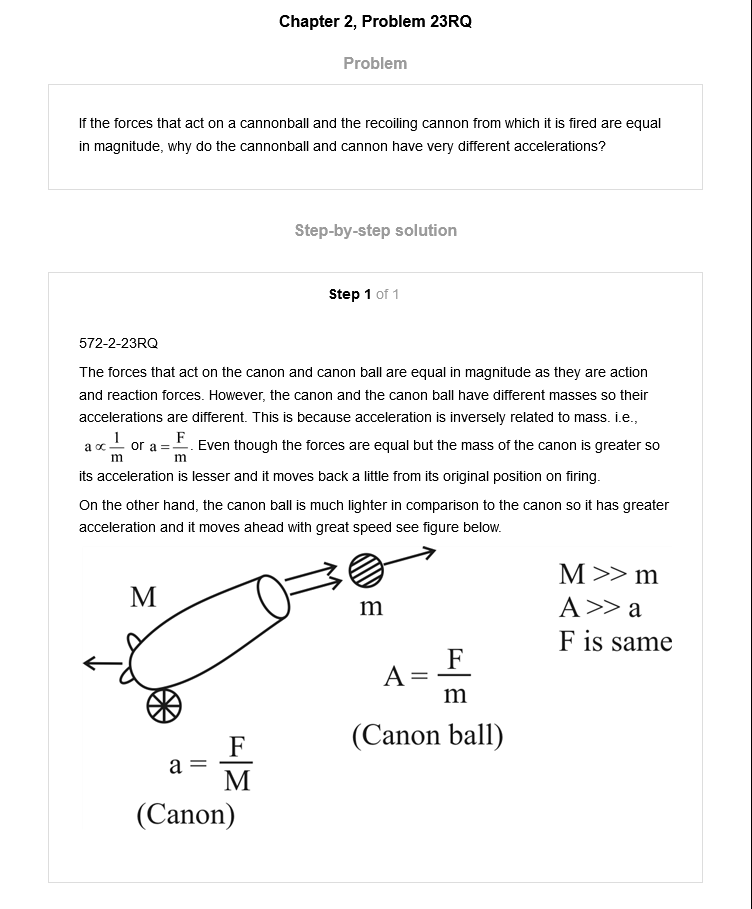 Chapter 2, Problem 23RQ
Problem
If the forces that act on a cannonball and the recoiling cannon from which it is fired are equal
in magnitude, why do the cannonball and cannon have very different accelerations?
Step-by-step solution
Step 1 of 1
572-2-23RQ
The forces that act on the canon and canon ball are equal in magnitude as they are action
and reaction forces. However, the canon and the canon ball have different masses so their
accelerations are different. This is because acceleration is inversely related to mass. i.e.,
a ∝ 1/m or a = F/m. Even though the forces are equal but the mass of the canon is greater so
its acceleration is lesser and it moves back a little from its original position on firing.
On the other hand, the canon ball is much lighter in comparison to the canon so it has greater
acceleration and it moves ahead with great speed see figure below.
M
m
M >> m
A >> a
F is same
A = F/m
(Canon ball)
a = F/M
(Canon)